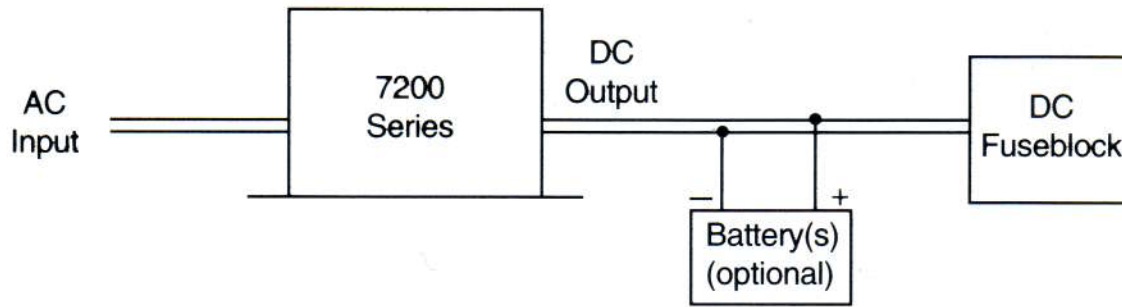 AC
Input
7200
Series
DC
Output
DC
Fuseblock
− +
Battery(s)
(optional)